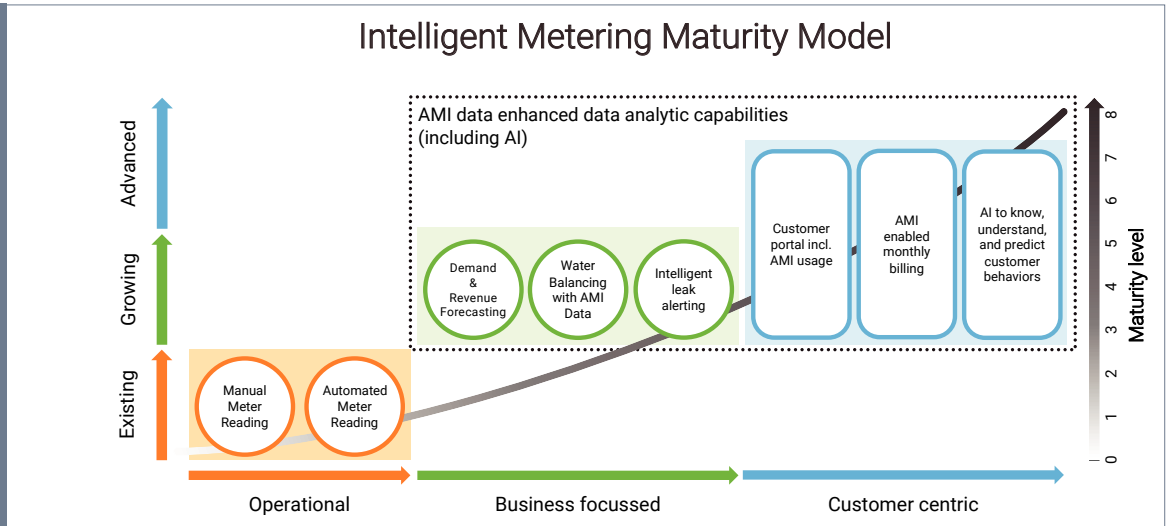 Intelligent Metering Maturity Model
AMI data enhanced data analytic capabilities
(including AI)
Advanced
Growing
Existing
Demand
&
Revenue
Forecasting
Water
Balancing
with AMI
Data
Intelligent
leak
alerting
Customer
portal incl.
AMI usage
AMI
enabled
monthly
billing
AI to know,
understand,
and predict
customer
behaviors
Manual
Meter
Reading
Automated
Meter
Reading
8
7
6
5
4
3
2
1
0
Maturity level
Operational
Business focussed
Customer centric